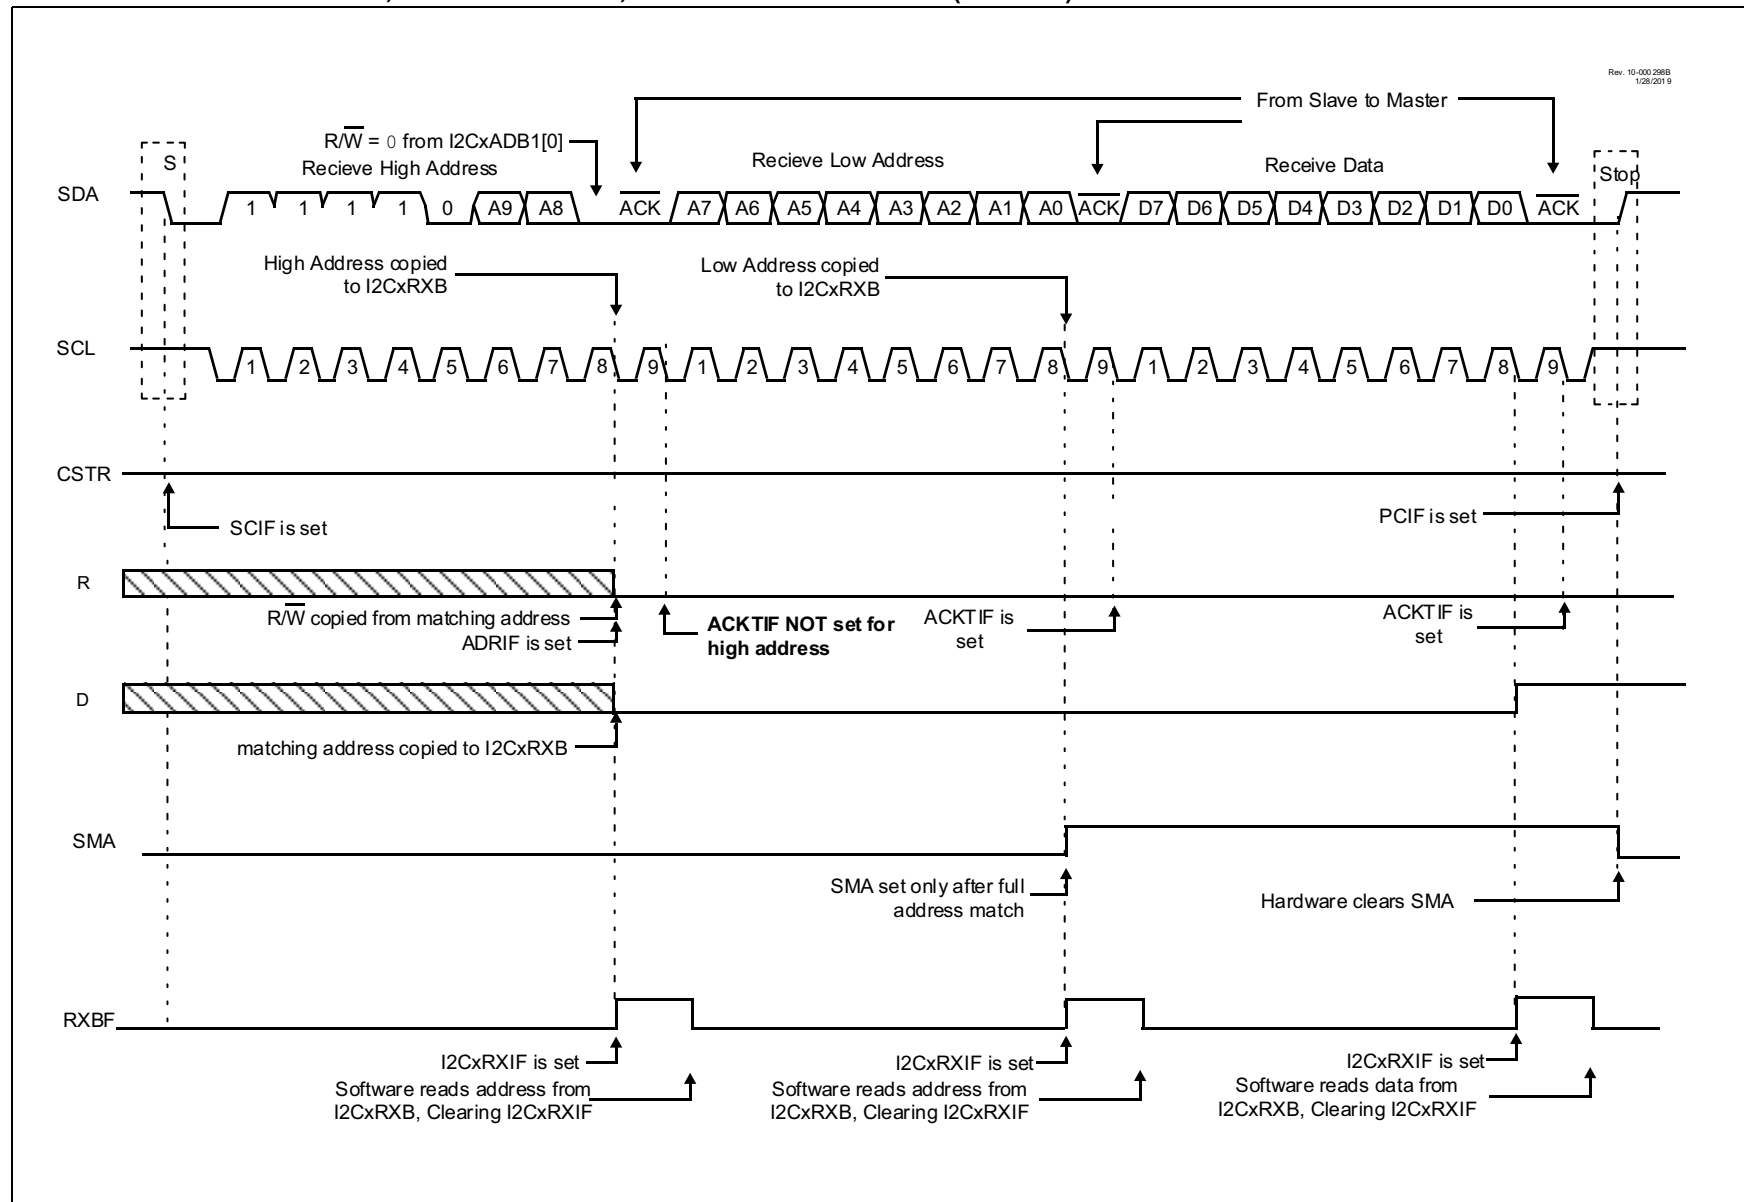 Rev. 10-000 298B
1/28/2019
From Slave to Master
R/W = 0 from I2CxADB1[0]
Recieve High Address
Recieve Low Address
Receive Data
S
Stop
SDA
1 1 1 1 0 A9 A8 ACK A7 A6 A5 A4 A3 A2 A1 A0 ACK D7 D6 D5 D4 D3 D2 D1 D0 ACK
High Address copied
to I2CxRXB
Low Address copied
to I2CxRXB
SCL
1 2 3 4 5 6 7 8 9 1 2 3 4 5 6 7 8 9 1 2 3 4 5 6 7 8 9
CSTR
SCIF is set
PCIF is set
R
R/W copied from matching address
ADRIF is set
ACKTIF NOT set for
high address
ACKTIF is
set
ACKTIF is
set
D
matching address copied to I2CxRXB
SMA
SMA set only after full
address match
Hardware clears SMA
RXBF
I2CxRXIF is set
Software reads address from
I2CxRXB, Clearing I2CxRXIF
I2CxRXIF is set
Software reads address from
I2CxRXB, Clearing I2CxRXIF
I2CxRXIF is set
Software reads data from
I2CxRXB, Clearing I2CxRXIF